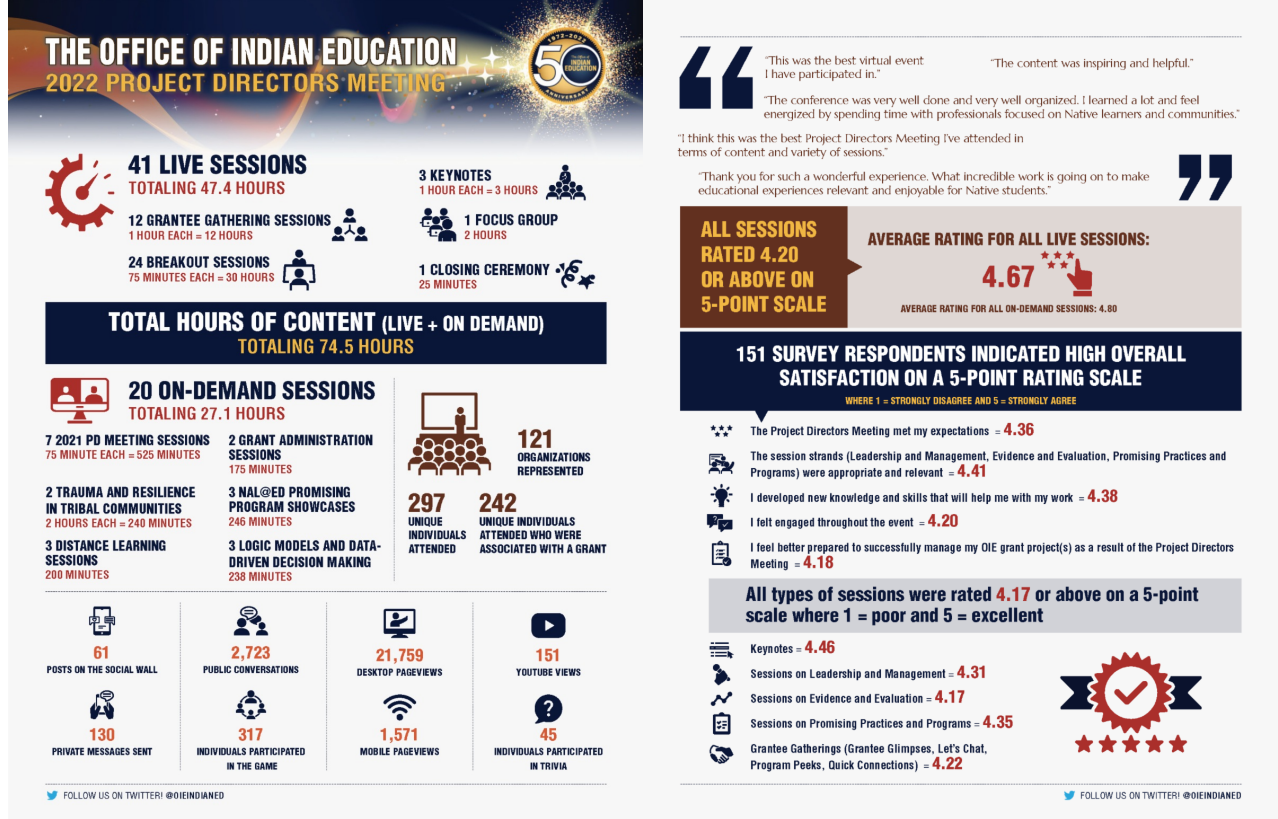 THE OFFICE OF INDIAN EDUCATION
2022 PROJECT DIRECTORS MEETING
1972-2022
50
The Office of
INDIAN
EDUCATION
ANNIVERSARY
41 LIVE SESSIONS
TOTALING 47.4 HOURS
12 GRANTEE GATHERING SESSIONS
1 HOUR EACH = 12 HOURS
24 BREAKOUT SESSIONS
75 MINUTES EACH = 30 HOURS
3 KEYNOTES
1 HOUR EACH = 3 HOURS
1 FOCUS GROUP
2 HOURS
1 CLOSING CEREMONY
25 MINUTES
TOTAL HOURS OF CONTENT (LIVE + ON DEMAND)
TOTALING 74.5 HOURS
20 ON-DEMAND SESSIONS
TOTALING 27.1 HOURS
7 2021 PD MEETING SESSIONS
75 MINUTE EACH = 525 MINUTES
2 TRAUMA AND RESILIENCE
IN TRIBAL COMMUNITIES
2 HOURS EACH = 240 MINUTES
3 DISTANCE LEARNING
SESSIONS
200 MINUTES
2 GRANT ADMINISTRATION
SESSIONS
175 MINUTES
3 NAL@ED PROMISING
PROGRAM SHOWCASES
246 MINUTES
3 LOGIC MODELS AND DATA-
DRIVEN DECISION MAKING
238 MINUTES
121
ORGANIZATIONS
REPRESENTED
297
UNIQUE
INDIVIDUALS
ATTENDED
242
UNIQUE INDIVIDUALS
ATTENDED WHO WERE
ASSOCIATED WITH A GRANT
61
POSTS ON THE SOCIAL WALL
2,723
PUBLIC CONVERSATIONS
21,759
DESKTOP PAGEVIEWS
151
YOUTUBE VIEWS
130
PRIVATE MESSAGES SENT
317
INDIVIDUALS PARTICIPATED
IN THE GAME
1,571
MOBILE PAGEVIEWS
45
INDIVIDUALS PARTICIPATED
IN TRIVIA
FOLLOW US ON TWITTER! @OIEINDIANED
"This was the best virtual event
I have participated in."
"The content was inspiring and helpful."
"The conference was very well done and very well organized. I learned a lot and feel
energized by spending time with professionals focused on Native learners and communities."
"I think this was the best Project Directors Meeting I've attended in
terms of content and variety of sessions."
"Thank you for such a wonderful experience. What incredible work is going on to make
educational experiences relevant and enjoyable for Native students."
ALL SESSIONS
RATED 4.20
OR ABOVE ON
5-POINT SCALE
AVERAGE RATING FOR ALL LIVE SESSIONS:
4.67
AVERAGE RATING FOR ALL ON-DEMAND SESSIONS: 4.80
151 SURVEY RESPONDENTS INDICATED HIGH OVERALL
SATISFACTION ON A 5-POINT RATING SCALE
WHERE 1 = STRONGLY DISAGREE AND 5 = STRONGLY AGREE
The Project Directors Meeting met my expectations = 4.36
The session strands (Leadership and Management, Evidence and Evaluation, Promising Practices and
Programs) were appropriate and relevant = 4.41
I developed new knowledge and skills that will help me with my work = 4.38
I felt engaged throughout the event = 4.20
I feel better prepared to successfully manage my OIE grant project(s) as a result of the Project Directors
Meeting = 4.18
All types of sessions were rated 4.17 or above on a 5-point
scale where 1 = poor and 5 = excellent
Keynotes = 4.46
Sessions on Leadership and Management = 4.31
Sessions on Evidence and Evaluation = 4.17
Sessions on Promising Practices and Programs = 4.35
Grantee Gatherings (Grantee Glimpses, Let's Chat,
Program Peeks, Quick Connections) = 4.22
FOLLOW US ON TWITTER! @OIEINDIANED